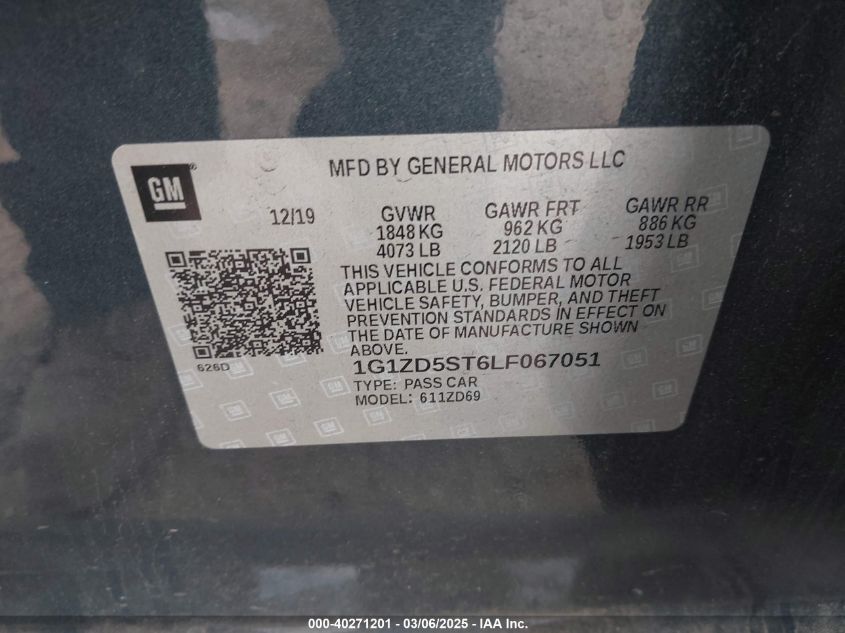 MFD BY GENERAL MOTORS LLC
GM
12/19
GVWR
1848 KG
4073 LB
GAWR FRT
962 KG
2120 LB
GAWR RR
886 KG
1953 LB
THIS VEHICLE CONFORMS TO ALL
APPLICABLE U.S. FEDERAL MOTOR
VEHICLE SAFETY, BUMPER, AND THEFT
PREVENTION STANDARDS IN EFFECT ON
THE DATE OF MANUFACTURE SHOWN
ABOVE.
626D
1G1ZD5ST6LF067051
TYPE: PASS CAR
MODEL: 611ZD69
000-40271201 - 03/06/2025 - IAA Inc.